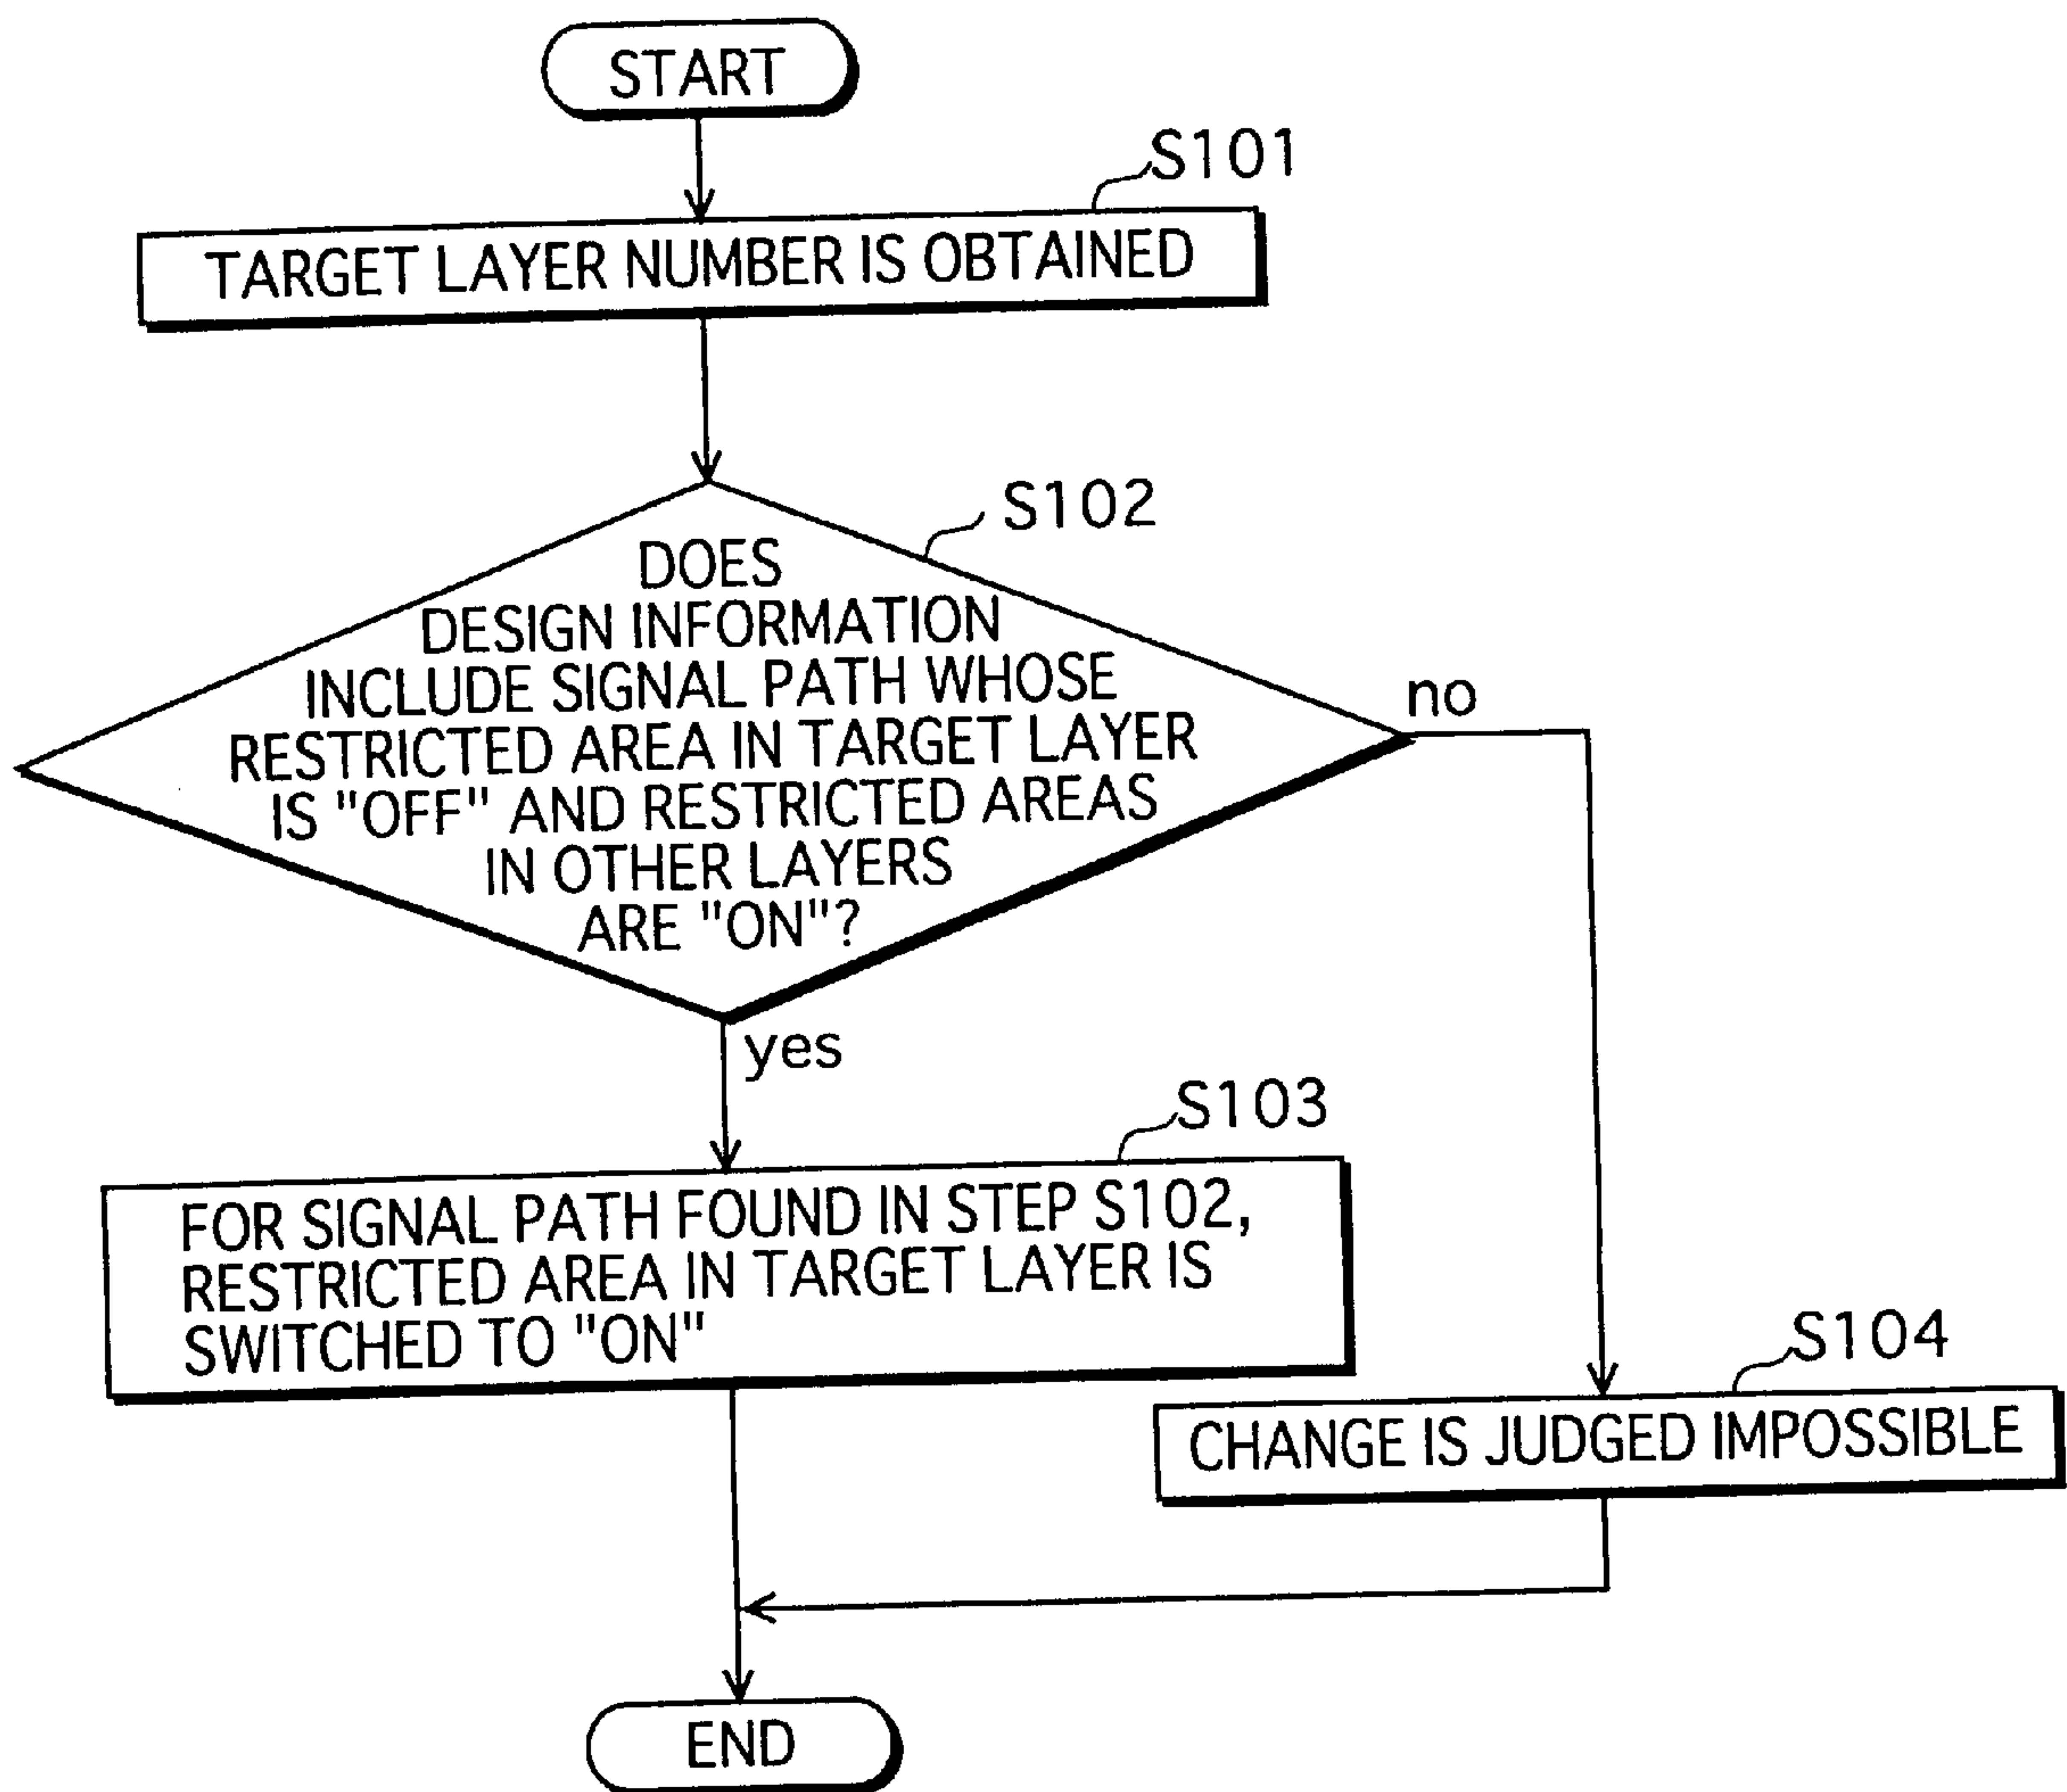 START
S101
TARGET LAYER NUMBER IS OBTAINED
S102
DOES
DESIGN INFORMATION
INCLUDE SIGNAL PATH WHOSE
RESTRICTED AREA IN TARGET LAYER
IS "OFF" AND RESTRICTED AREAS
IN OTHER LAYERS
ARE "ON"?
no
yes
S103
FOR SIGNAL PATH FOUND IN STEP S102,
RESTRICTED AREA IN TARGET LAYER IS
SWITCHED TO "ON"
S104
CHANGE IS JUDGED IMPOSSIBLE
END